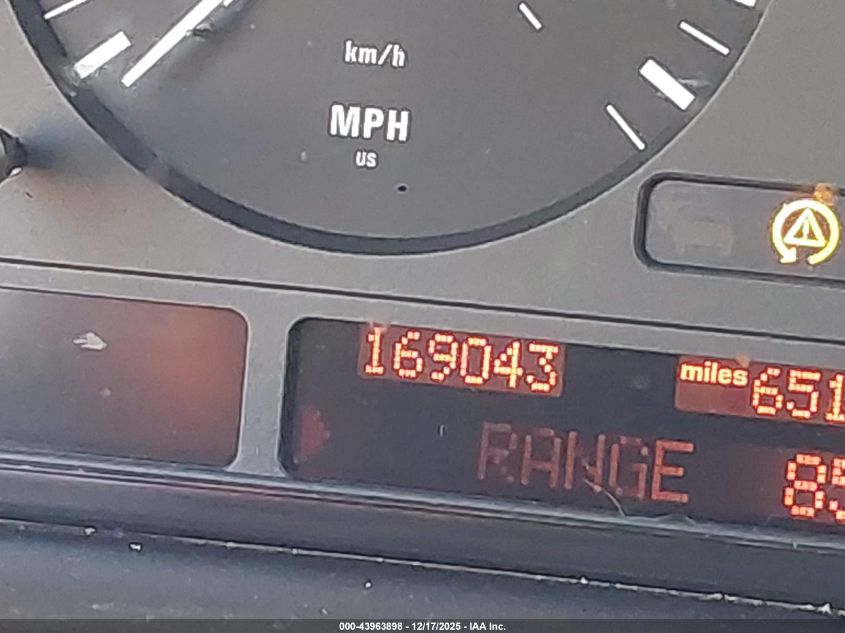 km/h
MPH
US
169043 miles 651
RANGE 85
000-43963898 - 12/17/2025 - IAA Inc.